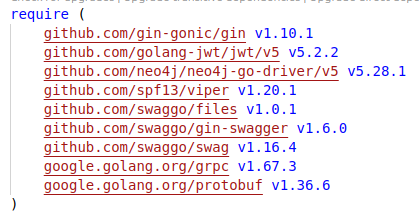 require (
github.com/gin-gonic/gin v1.10.1
github.com/golang-jwt/jwt/v5 v5.2.2
github.com/neo4j/neo4j-go-driver/v5 v5.28.1
github.com/spf13/viper v1.20.1
github.com/swaggo/files v1.0.1
github.com/swaggo/gin-swagger v1.6.0
github.com/swaggo/swag v1.16.4
google.golang.org/grpc v1.67.3
google.golang.org/protobuf v1.36.6
)